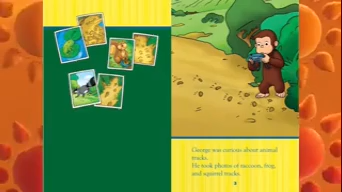 George was curious about animal
tracks.
He took photos of raccoon, frog,
and squirrel tracks.